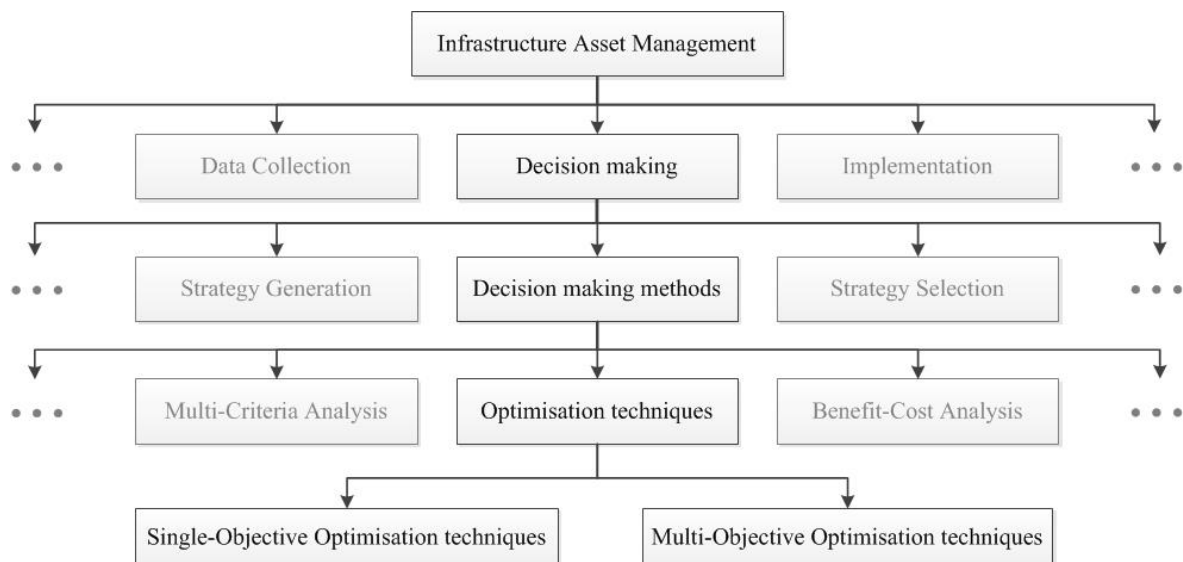 Infrastructure Asset Management
... Data Collection Decision making Implementation ...
... Strategy Generation Decision making methods Strategy Selection ...
... Multi-Criteria Analysis Optimisation techniques Benefit-Cost Analysis ...
Single-Objective Optimisation techniques Multi-Objective Optimisation techniques